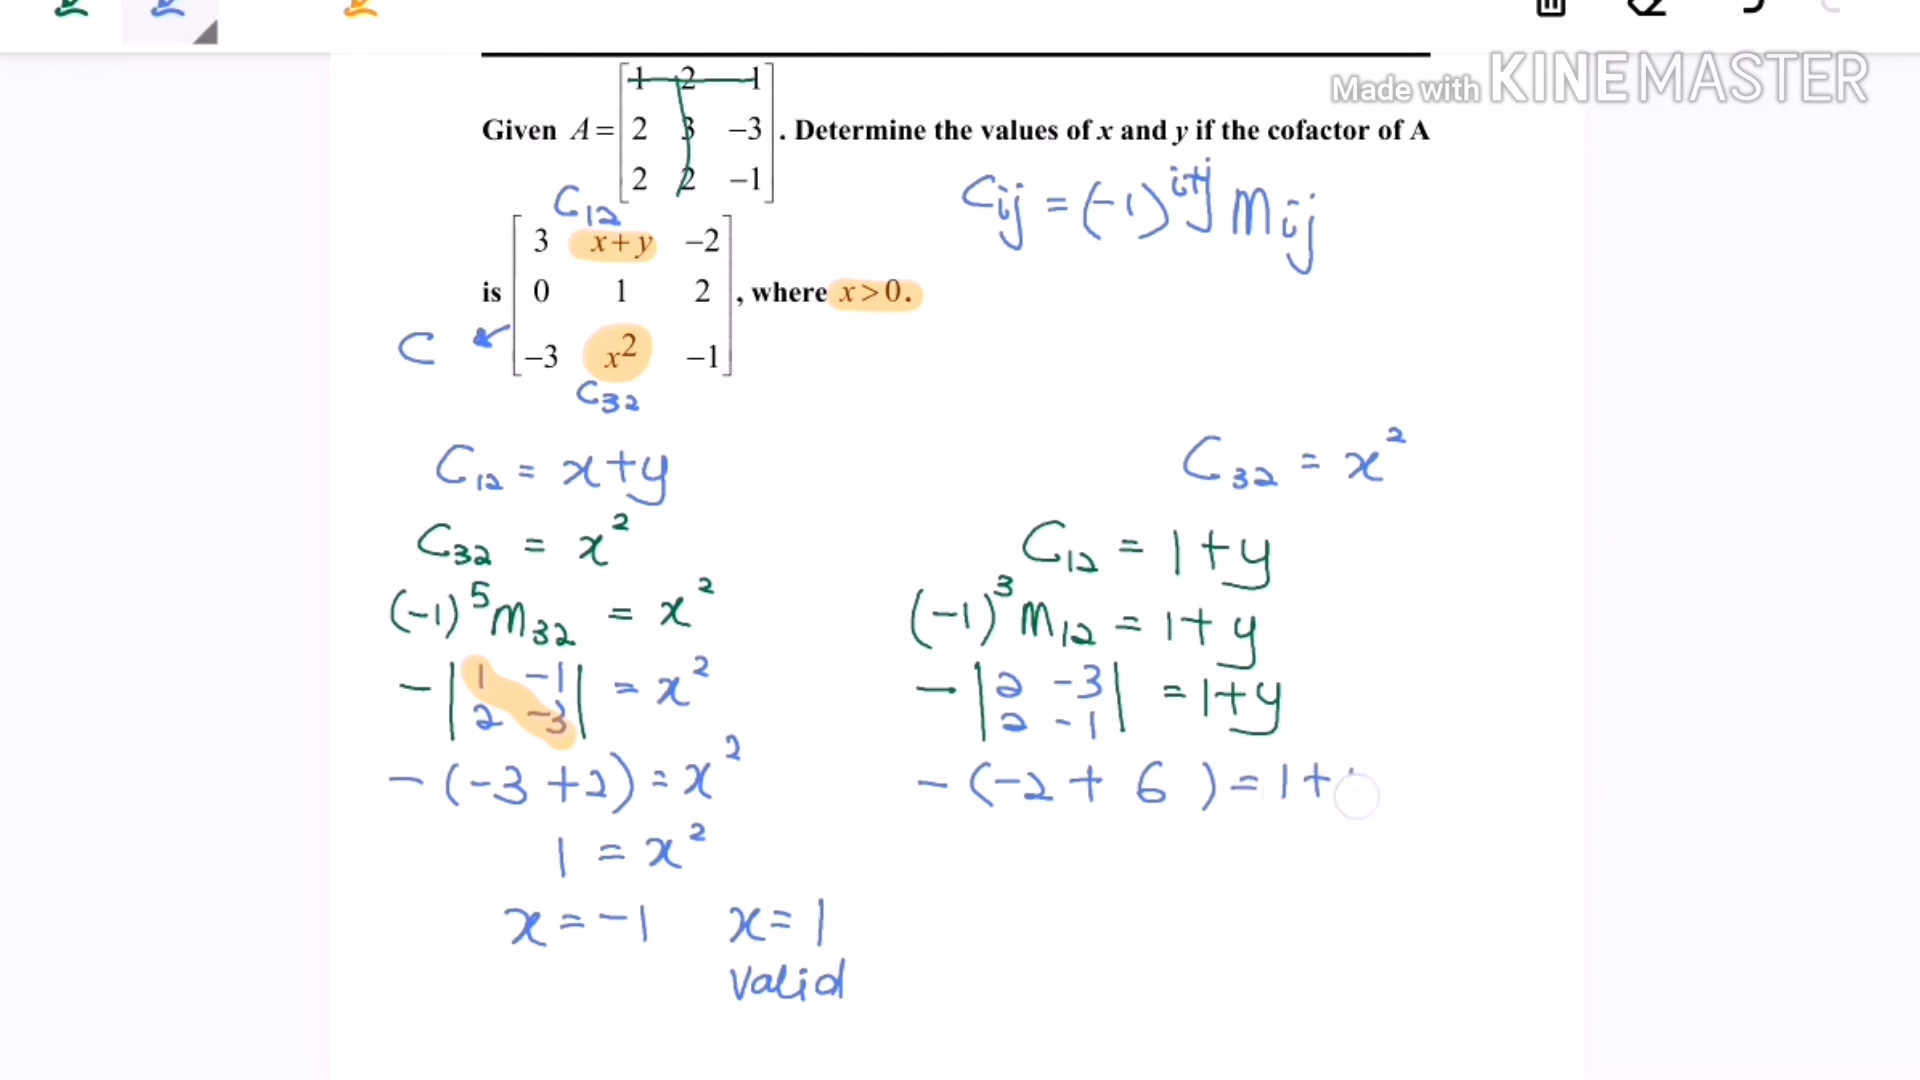 Made with KINEMASTER
Given A = [1 2 -1
2 3 -3
2 2 -1] . Determine the values of x and y if the cofactor of A
C12
is [3 x+y -2
0 1 2
-3 x² -1] , where x > 0.
C32
C
Cij = (-1)^i+j Mij
C12 = x+y
C32 = x²
(-1)⁵ M32 = x²
- |1 -1
2 -3| = x²
- (-3 +2) = x²
1 = x²
x = -1 x = 1
Valid
C32 = x²
C12 = 1+y
(-1)³ M12 = 1+y
- |2 -3
2 -1| = 1+y
- (-2 + 6 ) = 1+